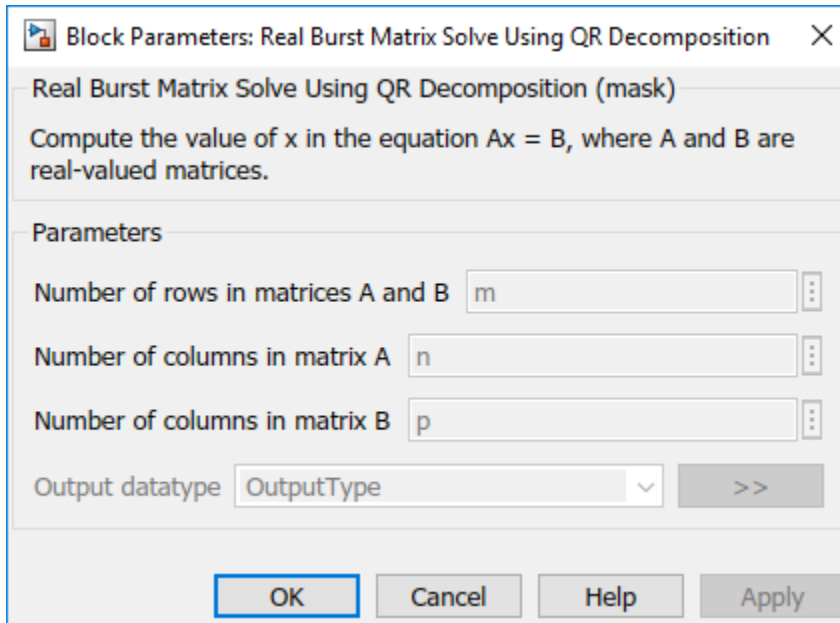 Block Parameters: Real Burst Matrix Solve Using QR Decomposition
Real Burst Matrix Solve Using QR Decomposition (mask)
Compute the value of x in the equation Ax = B, where A and B are
real-valued matrices.
Parameters
Number of rows in matrices A and B m
Number of columns in matrix A n
Number of columns in matrix B p
Output datatype OutputType >>
OK Cancel Help Apply